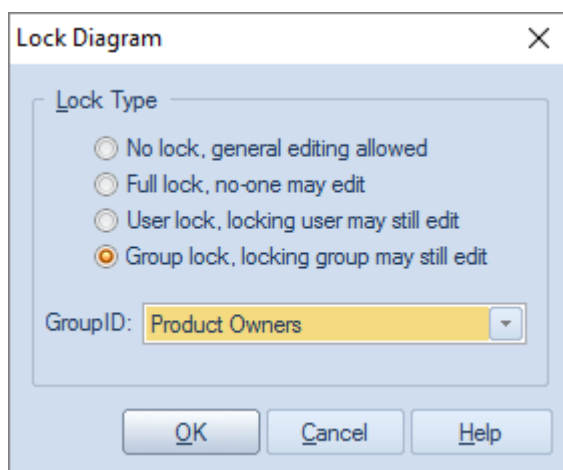 Lock Diagram
Lock Type
No lock, general editing allowed
Full lock, no-one may edit
User lock, locking user may still edit
Group lock, locking group may still edit
GroupID: Product Owners
OK Cancel Help